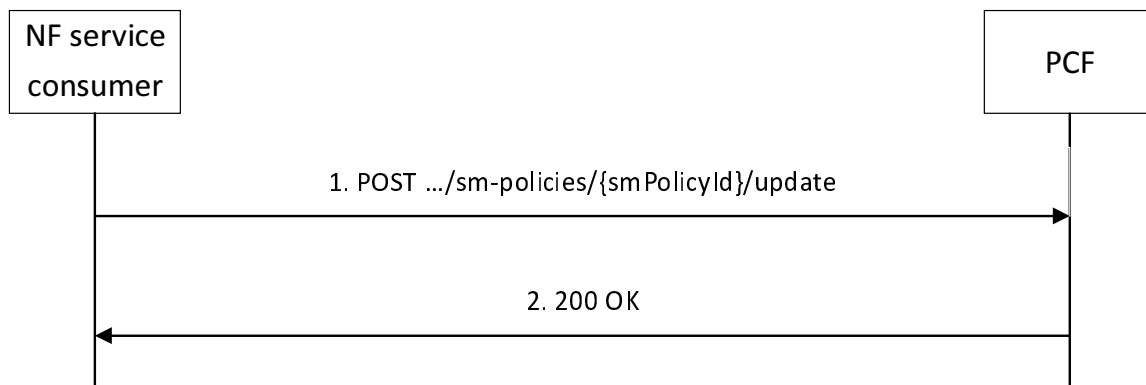 NF service
consumer
PCF
1. POST …/sm-policies/{smPolicyId}/update
2. 200 OK